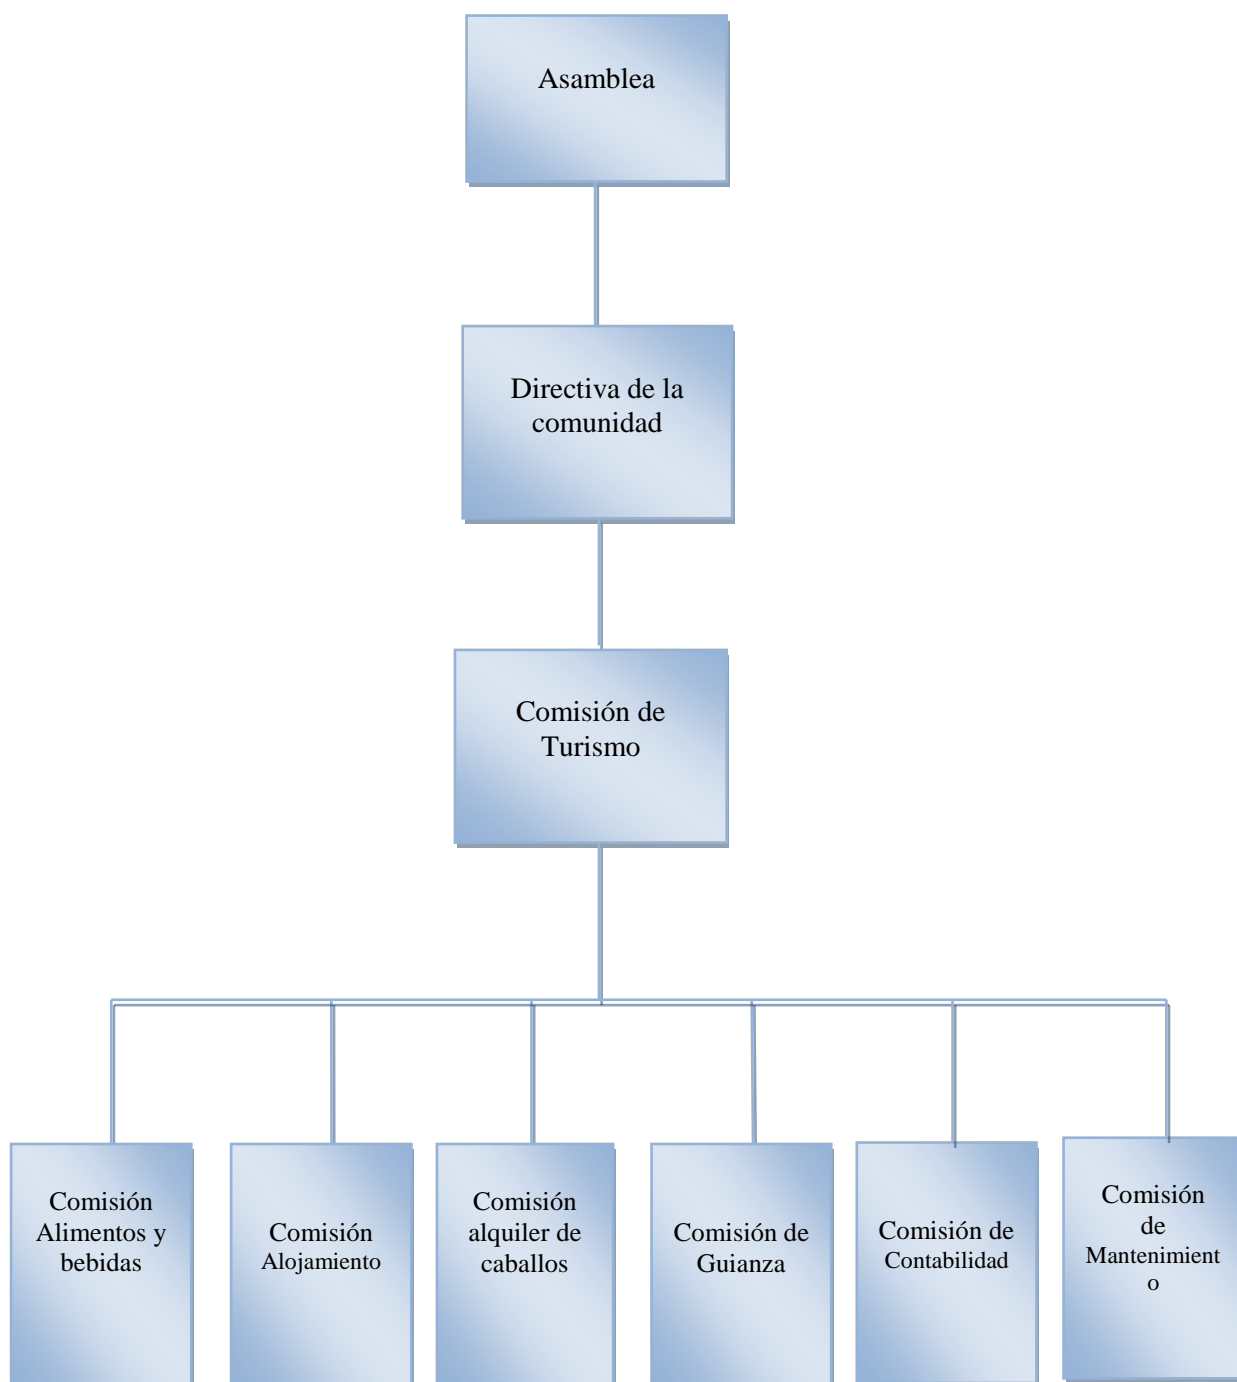 Asamblea
Directiva de la
comunidad
Comisión de
Turismo
Comisión
Alimentos y
bebidas
Comisión
Alojamiento
Comisión
alquiler de
caballos
Comisión de
Guianza
Comisión de
Contabilidad
Comisión
de
Mantenimient
o